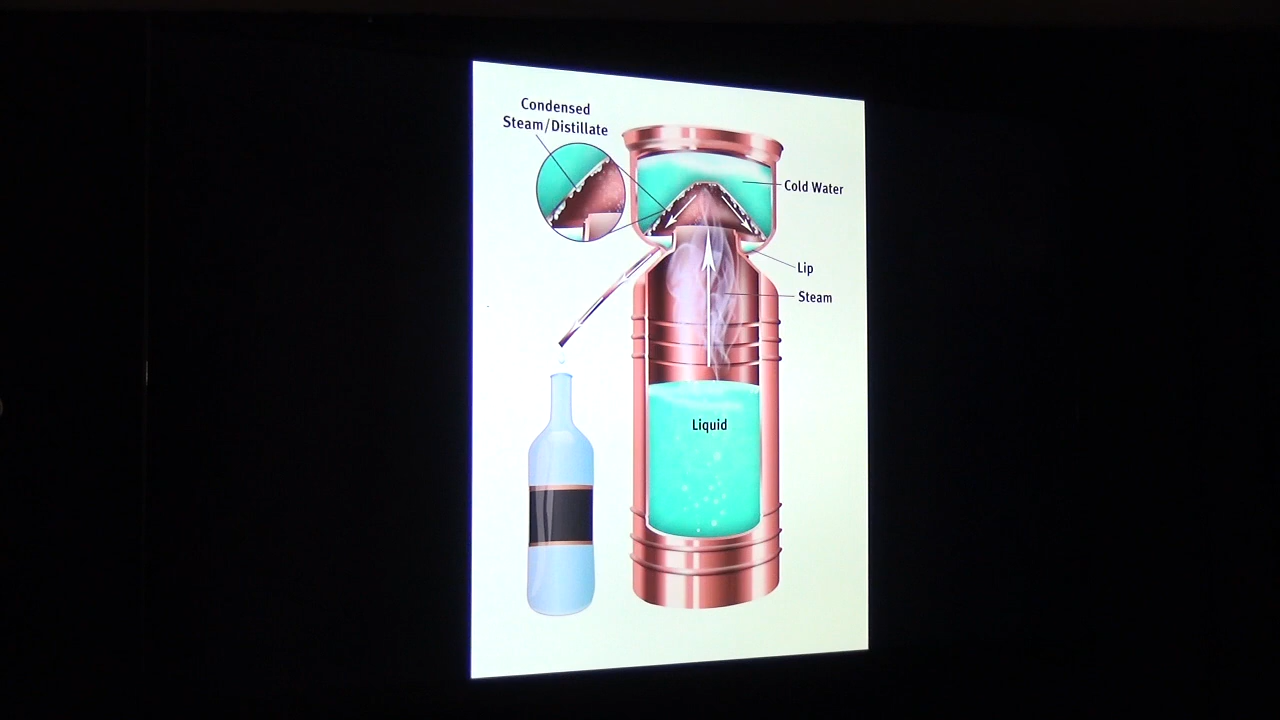 Condensed
Steam/Distillate
Cold Water
Lip
Steam
Liquid